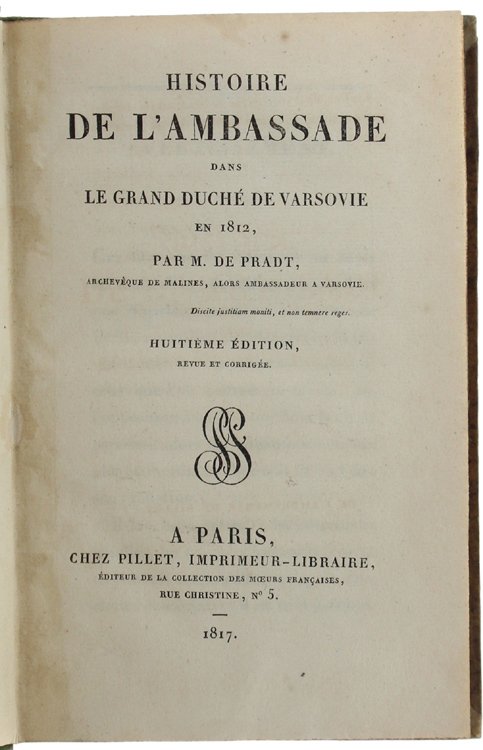 HISTOIRE
DE L'AMBASSADE
DANS
LE GRAND DUCHÉ DE VARSOVIE
EN 1812,
PAR M. DE PRADT,
ARCHEVÊQUE DE MALINES, ALORS AMBASSADEUR A VARSOVIE.
Discite justitiam moniti, et non temnere reges.
HUITIÈME ÉDITION,
REVUE ET CORRIGÉE.
A PARIS,
CHEZ PILLET, IMPRIMEUR-LIBRAIRE,
ÉDITEUR DE LA COLLECTION DES MŒURS FRANÇAISES,
RUE CHRISTINE, N° 5.
1817.